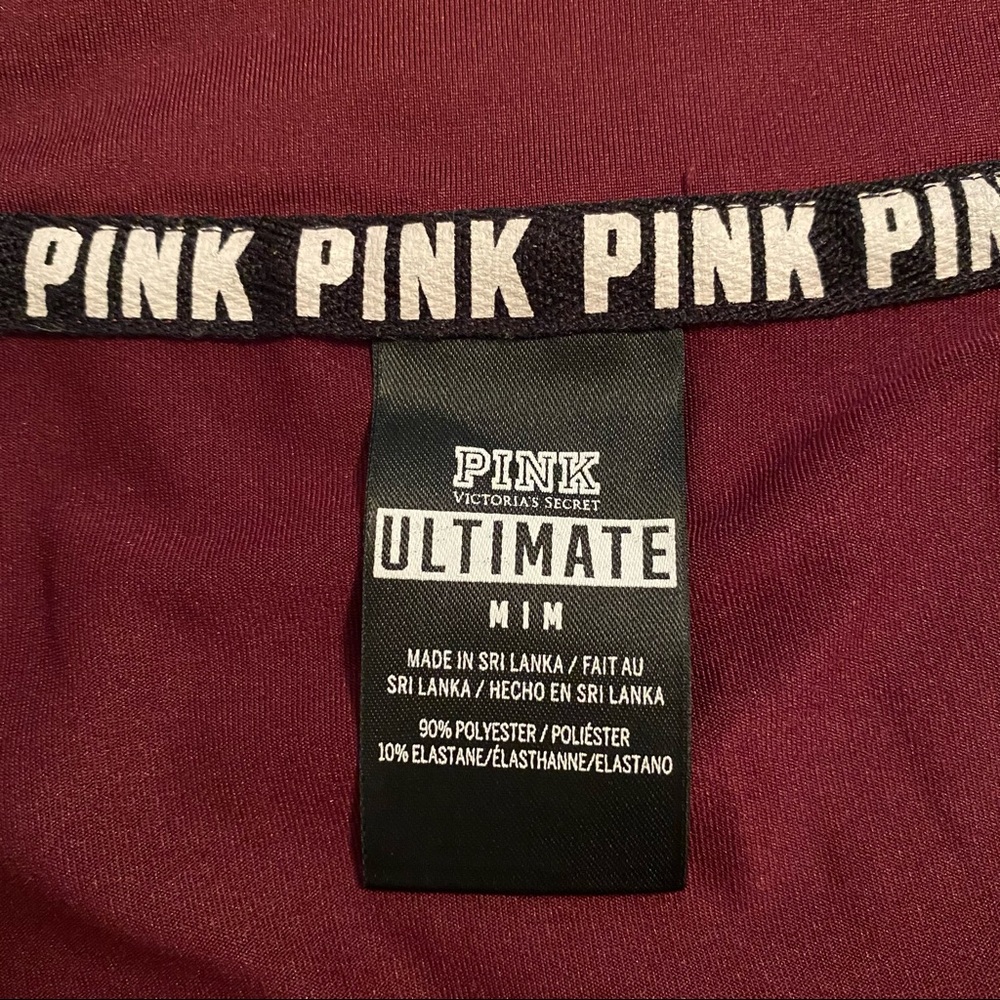 PINK PINK PINK PIN
PINK
VICTORIA'S SECRET
ULTIMATE
M I M
MADE IN SRI LANKA / FAIT AU
SRI LANKA / HECHO EN SRI LANKA
90% POLYESTER / POLIÉSTER
10% ELASTANE/ÉLASTHANNE/ELASTANO